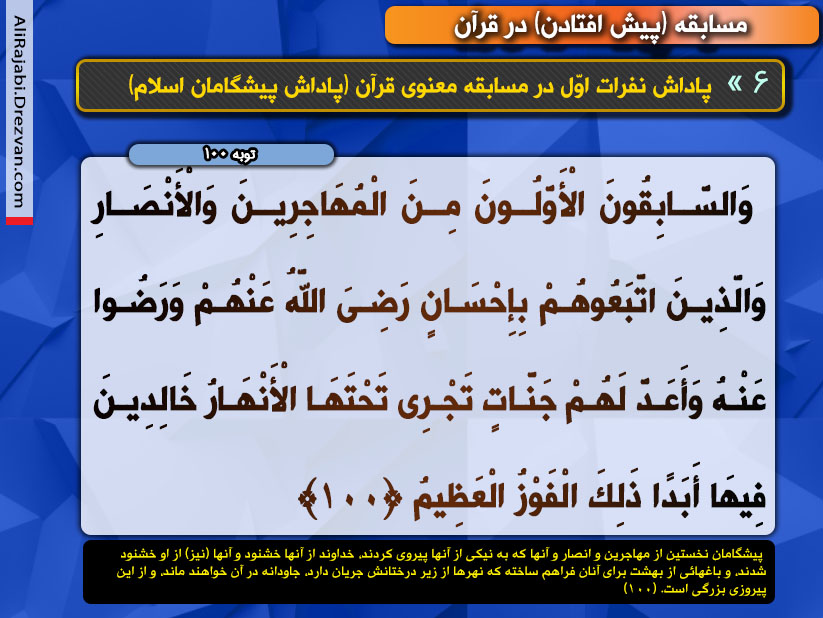 مسابقه (پیش افتادن) در قرآن
۶ » پاداش نفرات اوّل در مسابقه معنوی قرآن (پاداش پیشگامان اسلام)
توبه ۱۰۰
وَالسَّابِقُونَ الْأَوَّلُونَ مِنَ الْمُهَاجِرِينَ وَالْأَنْصَارِ
وَالَّذِينَ اتَّبَعُوهُمْ بِإِحْسَانٍ رَضِىَ اللَّهُ عَنْهُمْ وَرَضُوا
عَنْهُ وَأَعَدَّ لَهُمْ جَنَّاتٍ تَجْرِى تَحْتَهَا الْأَنْهَارُ خَالِدِينَ
فِيهَا أَبَدًا ذَلِكَ الْفَوْزُ الْعَظِيمُ ﴿۱۰۰﴾
پیشگامان نخستین از مهاجرین و انصار و آنها که به نیکی از آنها پیروی کردند، خداوند از آنها خشنود و آنها (نیز) از او خشنود
شدند، و باغهائی از بهشت برای آنان فراهم ساخته که نهرها از زیر درختانش جریان دارد، جاودانه در آن خواهند ماند، و از این
پیروزی بزرگی است. (۱۰۰)
AliRajabi.Drezvan.com